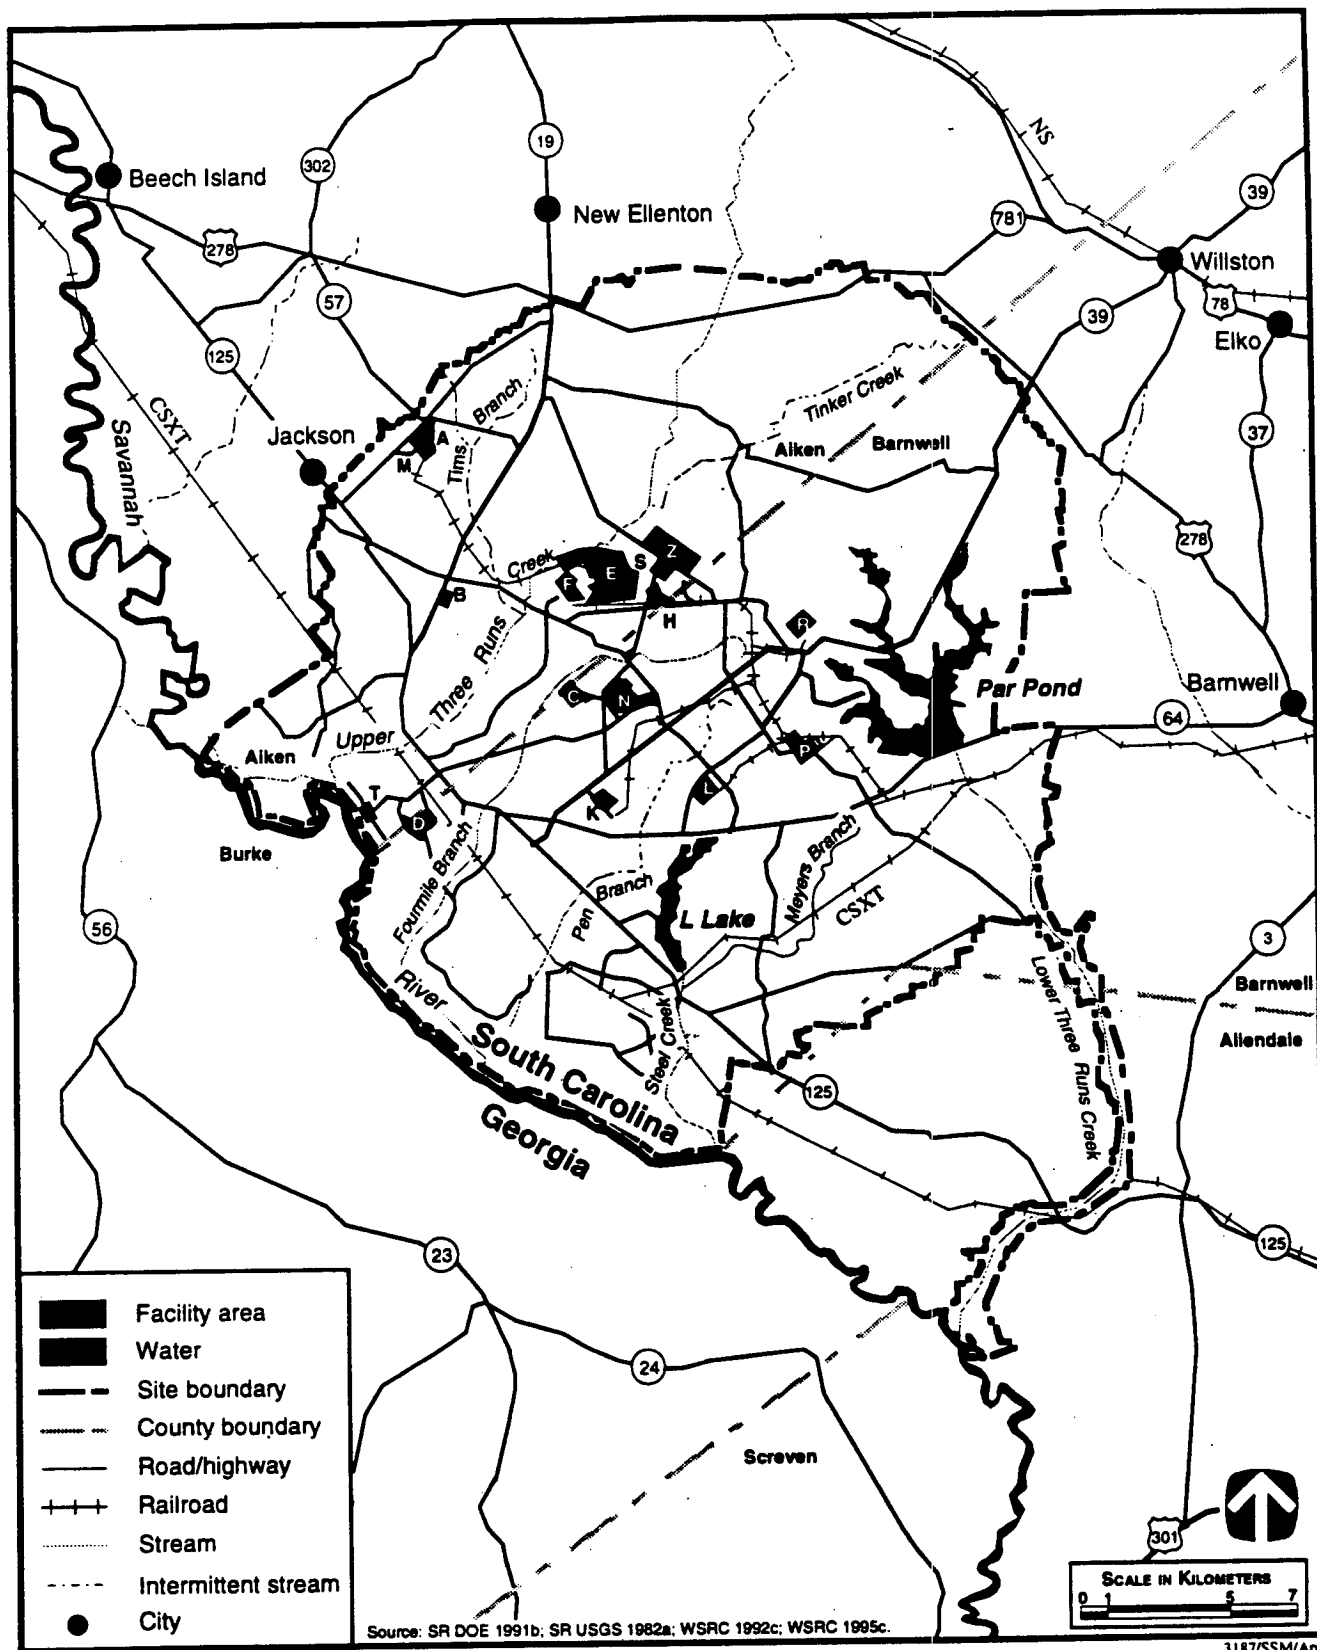 NS
19
302
39
Beech Island
New Ellenton
781
278
Willston
57
78
39
Elko
125
CSXT
Tinker Creek
Branch
Jackson
A
Aiken
Barnwell
37
M
Tims
Savannah
278
Creek
S
Z
F
E
B
H
R
Runs
Three
C
N
Par Pond
Barnwell
64
Upper
Aiken
P
T
L
K
D
Burke
Fourmile Branch
Pen
Branch
Meyers Branch
L Lake
CSXT
56
3
River
Lower Three
Runs Creek
Barnwell
Allendale
Steel Creek
South Carolina
Georgia
125
23
125
24
Screven
301
Facility area
Water
Site boundary
County boundary
Road/highway
Railroad
Stream
Intermittent stream
City
SCALE IN KILOMETERS
0 1 5 7
Source: SR DOE 1991b; SR USGS 1982a; WSRC 1992c; WSRC 1995c.
3187/SSM/Ap